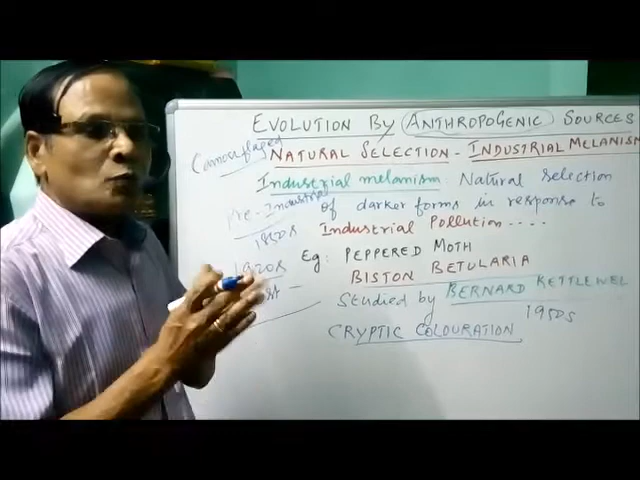 EVOLUTION BY ANTHROPOGENIC SOURCES
Camouflaged
NATURAL SELECTION - INDUSTRIAL MELANISM
Industrial melanism Natural Selection
Pre-Industrial
of darker forms in response to
1850s
Industrial Pollution....
Eg: PEPPERED MOTH
1920s
BISTON BETULARIA
Studied by BERNARD KETTLEWEL
1950s
CRYPTIC COLOURATION